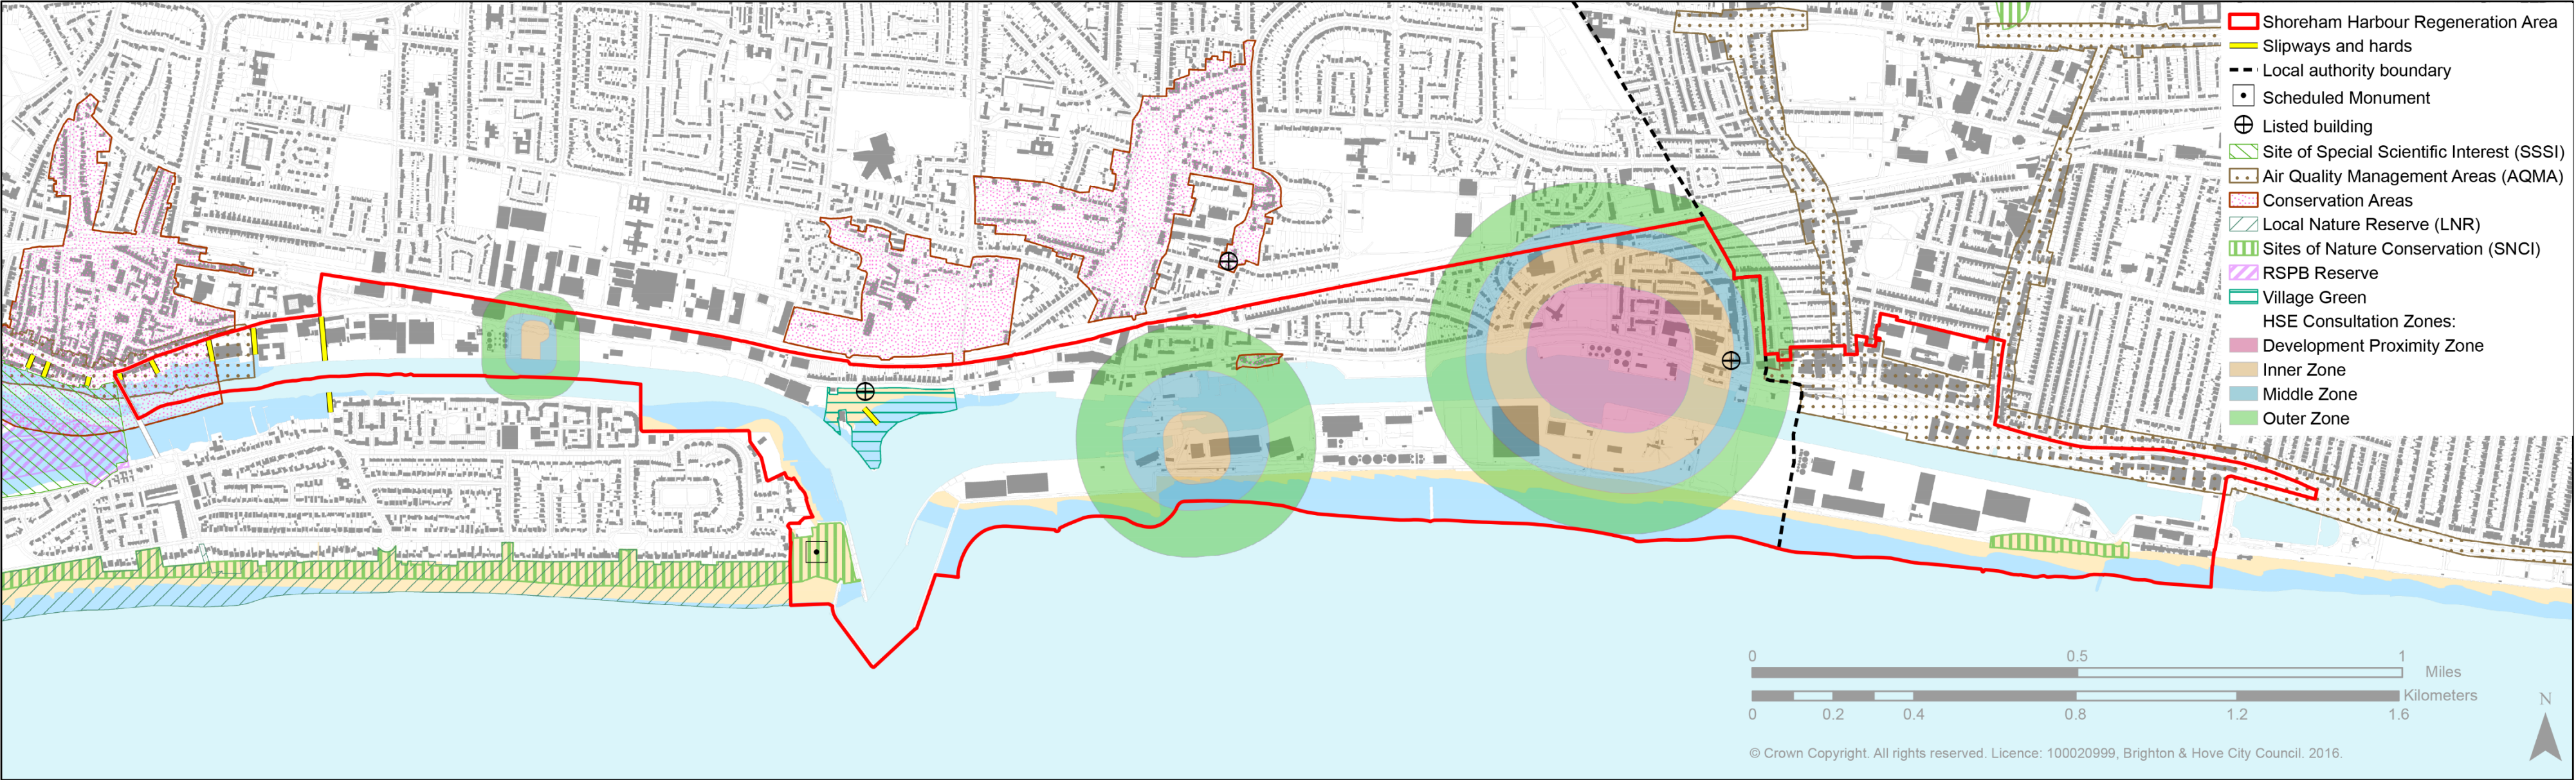 Shoreham Harbour Regeneration Area
Slipways and hards
Local authority boundary
Scheduled Monument
Listed building
Site of Special Scientific Interest (SSSI)
Air Quality Management Areas (AQMA)
Conservation Areas
Local Nature Reserve (LNR)
Sites of Nature Conservation (SNCI)
RSPB Reserve
Village Green
HSE Consultation Zones:
Development Proximity Zone
Inner Zone
Middle Zone
Outer Zone
0 0.5 1
Miles
Kilometers
0 0.2 0.4 0.8 1.2 1.6
N
© Crown Copyright. All rights reserved. Licence: 100020999, Brighton & Hove City Council. 2016.